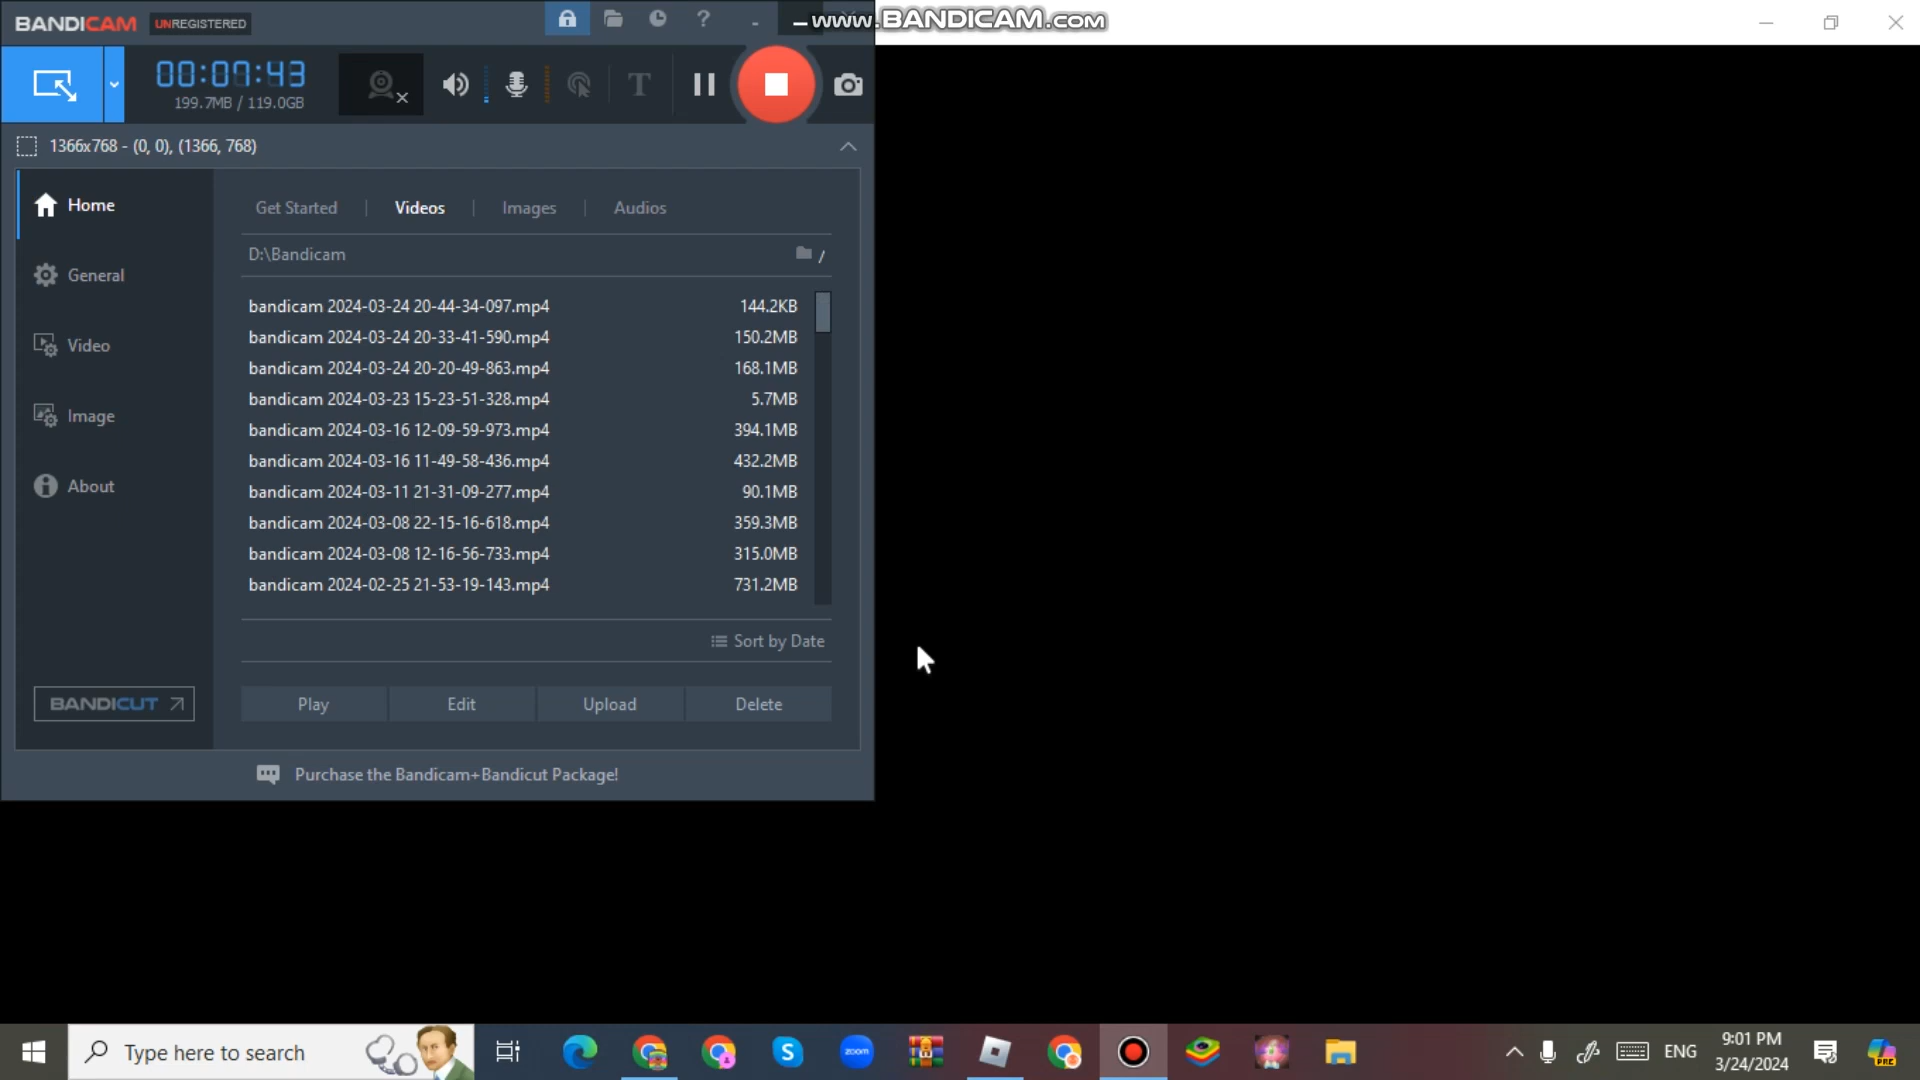 BANDICAM UNREGISTERED
www.BANDICAM.com
00:07:43
199.7MB / 119.0GB
T
1366x768 - (0, 0), (1366, 768)
Home
General
Video
Image
About
BANDICUT
Get Started | Videos | Images | Audios
D:\Bandicam
bandicam 2024-03-24 20-44-34-097.mp4 144.2KB
bandicam 2024-03-24 20-33-41-590.mp4 150.2MB
bandicam 2024-03-24 20-20-49-863.mp4 168.1MB
bandicam 2024-03-23 15-23-51-328.mp4 5.7MB
bandicam 2024-03-16 12-09-59-973.mp4 394.1MB
bandicam 2024-03-16 11-49-58-436.mp4 432.2MB
bandicam 2024-03-11 21-31-09-277.mp4 90.1MB
bandicam 2024-03-08 22-15-16-618.mp4 359.3MB
bandicam 2024-03-08 12-16-56-733.mp4 315.0MB
bandicam 2024-02-25 21-53-19-143.mp4 731.2MB
Sort by Date
Play Edit Upload Delete
Purchase the Bandicam+Bandicut Package!
Type here to search
zoom
ENG
9:01 PM
3/24/2024
PRE